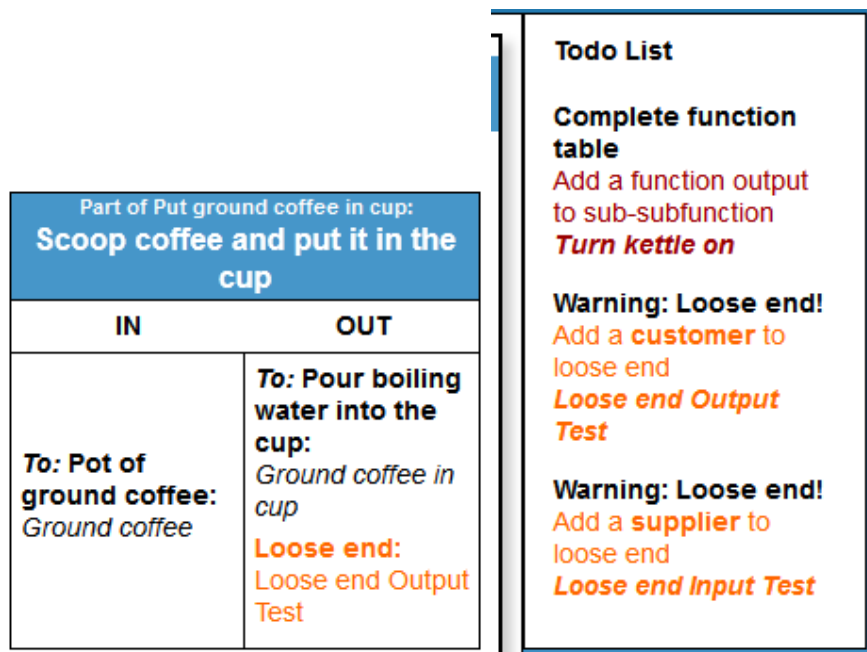 Part of Put ground coffee in cup:
Scoop coffee and put it in the
cup
IN
OUT
To: Pot of
ground coffee:
Ground coffee
To: Pour boiling
water into the
cup:
Ground coffee in
cup
Loose end:
Loose end Output
Test
Todo List
Complete function
table
Add a function output
to sub-subfunction
Turn kettle on
Warning: Loose end!
Add a customer to
loose end
Loose end Output
Test
Warning: Loose end!
Add a supplier to
loose end
Loose end Input Test